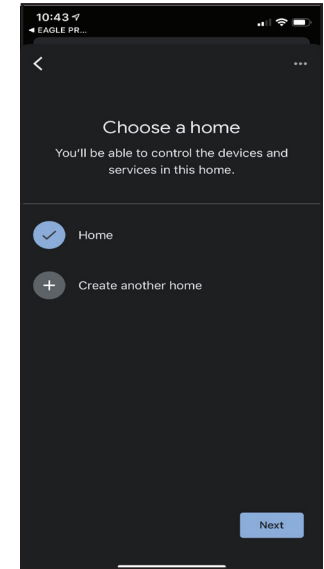 10:43
◀ EAGLE PR...
Choose a home
You'll be able to control the devices and
services in this home.
Home
Create another home
Next